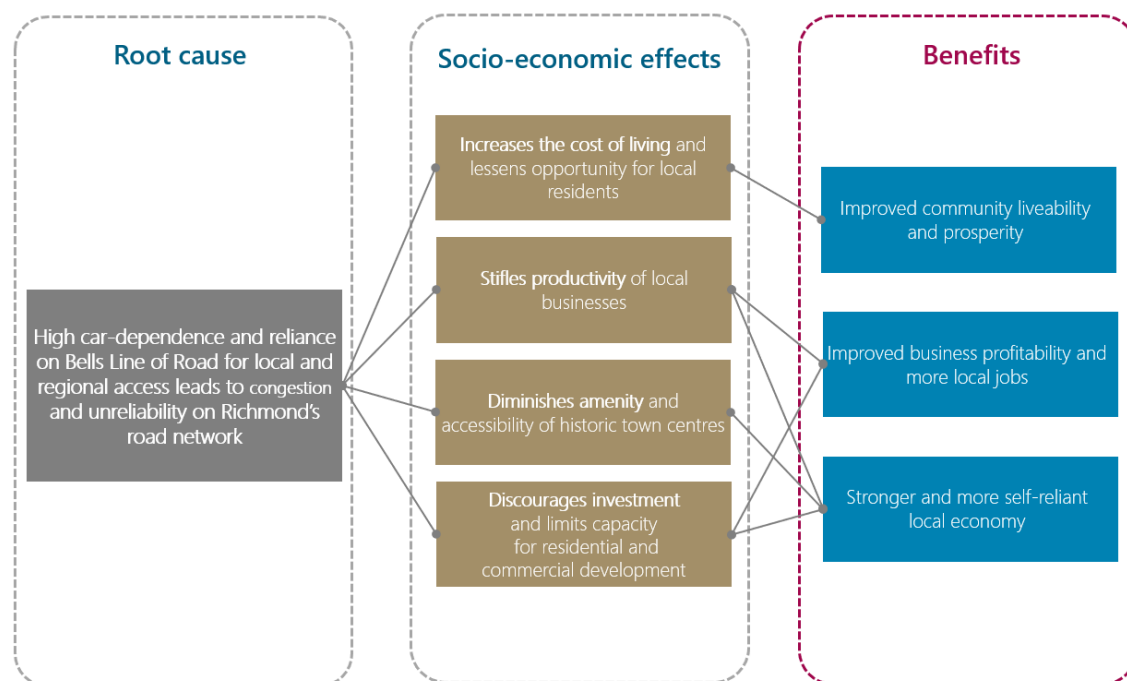 Root cause
High car-dependence and reliance
on Bells Line of Road for local and
regional access leads to congestion
and unreliability on Richmond's
road network
Socio-economic effects
Increases the cost of living and
lessens opportunity for local
residents
Stifles productivity of local
businesses
Diminishes amenity and
accessibility of historic town centres
Discourages investment
and limits capacity
for residential and
commercial development
Benefits
Improved community liveability
and prosperity
Improved business profitability and
more local jobs
Stronger and more self-reliant
local economy